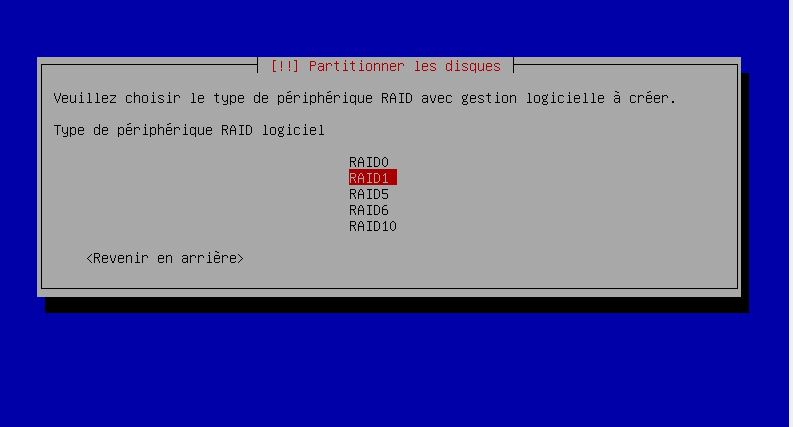 [!!] Partitionner les disques
Veuillez choisir le type de périphérique RAID avec gestion logicielle à créer.
Type de périphérique RAID logiciel
RAID0
RAID1
RAID5
RAID6
RAID10
<Revenir en arrière>